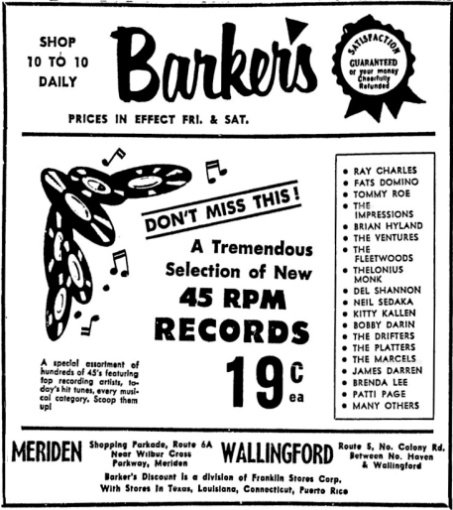 SHOP
10 TO 10
DAILY
Barker's
SATISFACTION
GUARANTEED
or your money
Cheerfully
Refunded
PRICES IN EFFECT FRI. & SAT.
DON'T MISS THIS!
A Tremendous
Selection of New
45 RPM
RECORDS
19¢
ea
A special assortment of
hundreds of 45's featuring
top recording artists, to-
day's hit tunes, every musi-
cal category. Scoop them
up!
• RAY CHARLES
• FATS DOMINO
• TOMMY ROE
• THE
IMPRESSIONS
• BRIAN HYLAND
• THE VENTURES
• THE
FLEETWOODS
• THELONIUS
MONK
• DEL SHANNON
• NEIL SEDAKA
• KITTY KALLEN
• BOBBY DARIN
• THE DRIFTERS
• THE PLATTERS
• THE MARCELS
• JAMES DARREN
• BRENDA LEE
• PATTI PAGE
• MANY OTHERS
MERIDEN
Shopping Parkade, Route 6A
Near Wilbur Cross
Parkway, Meriden
WALLINGFORD
Route 5, No. Colony Rd.
Between No. Haven
& Wallingford
Barker's Discount is a division of Franklin Stores Corp.
With Stores In Texas, Louisiana, Connecticut, Puerto Rico